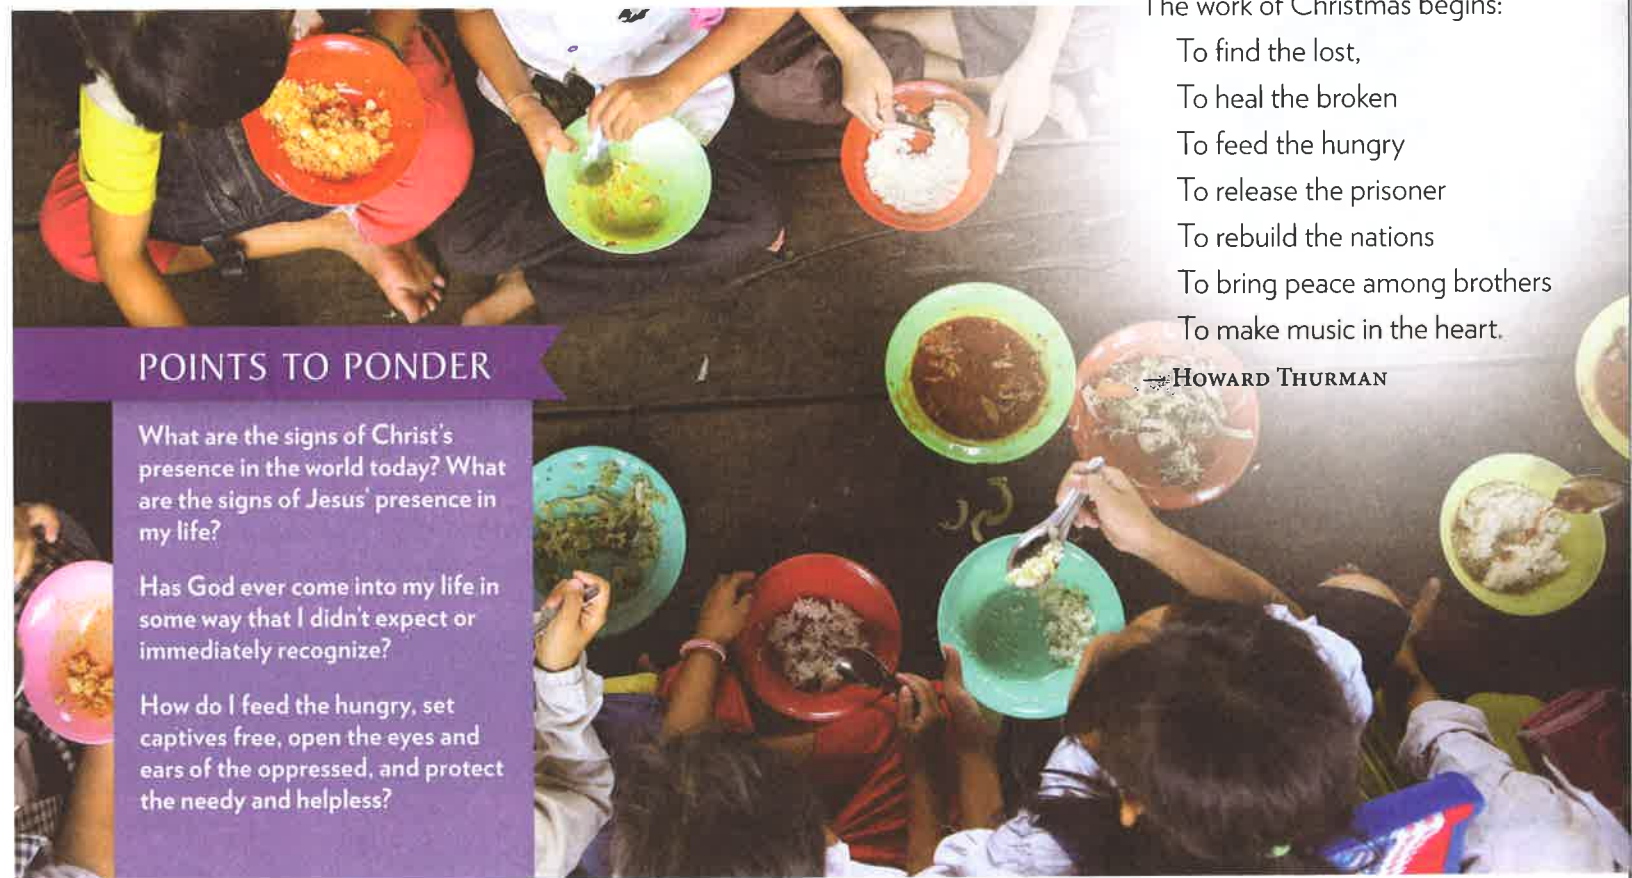 The work of Christmas begins:
To find the lost,
To heal the broken
To feed the hungry
To release the prisoner
To rebuild the nations
To bring peace among brothers
To make music in the heart.
—Howard Thurman
POINTS TO PONDER
What are the signs of Christ's
presence in the world today? What
are the signs of Jesus' presence in
my life?
Has God ever come into my life in
some way that I didn't expect or
immediately recognize?
How do I feed the hungry, set
captives free, open the eyes and
ears of the oppressed, and protect
the needy and helpless?